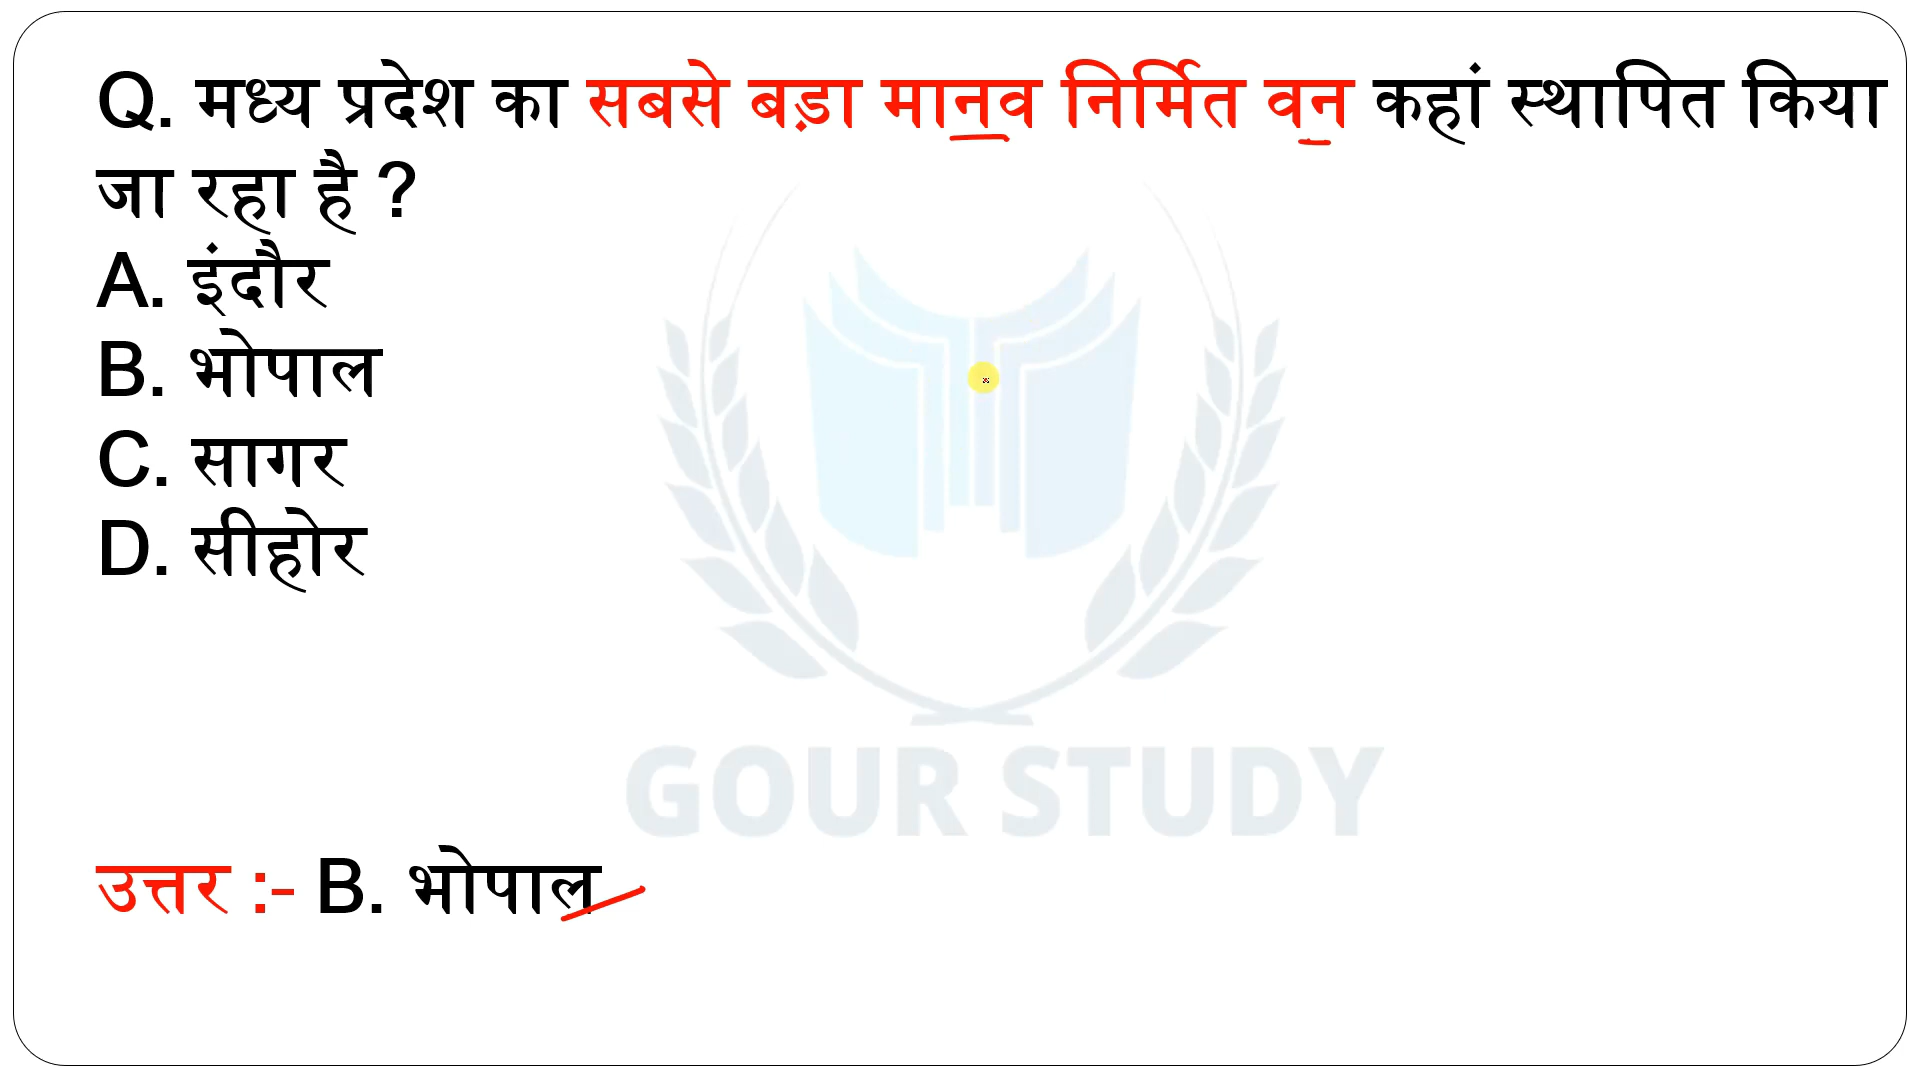 Q. मध्य प्रदेश का सबसे बड़ा मानव निर्मित वन कहां स्थापित किया
जा रहा है ?
A. इंदौर
B. भोपाल
C. सागर
D. सीहोर
GOUR STUDY
उत्तर :- B. भोपाल